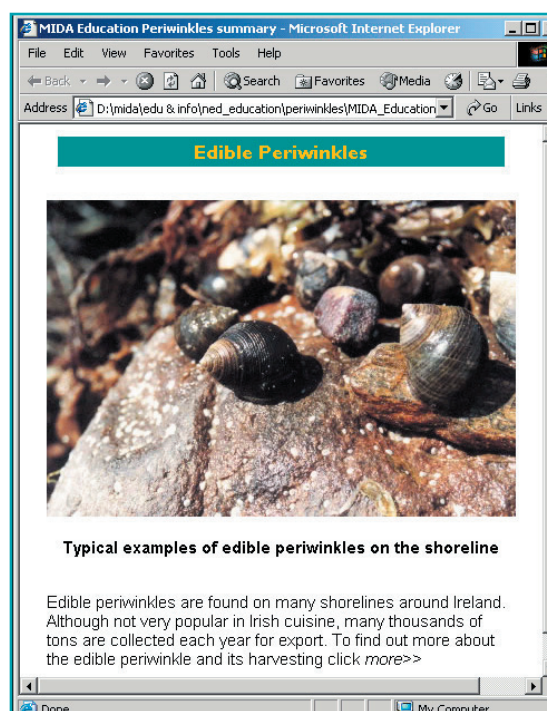 MIDA Education Periwinkles summary - Microsoft Internet Explorer
File Edit View Favorites Tools Help
Back Search Favorites Media
Address D:\mida\edu & info\ned_education\periwinkles\MIDA_Education Go Links
Edible Periwinkles
Typical examples of edible periwinkles on the shoreline
Edible periwinkles are found on many shorelines around Ireland.
Although not very popular in Irish cuisine, many thousands of
tons are collected each year for export. To find out more about
the edible periwinkle and its harvesting click more>>
Done My Computer